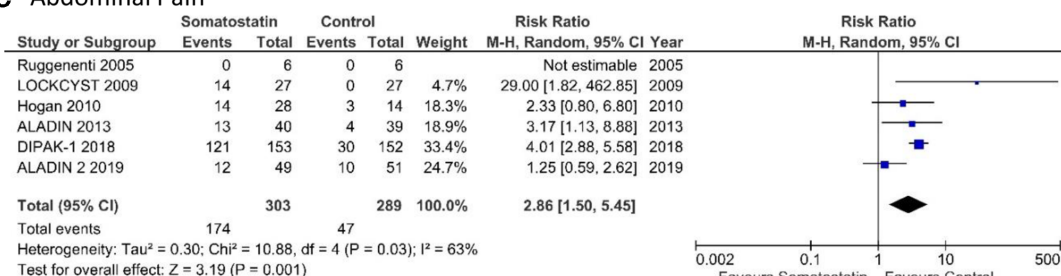 C Abdominal Pain
Somatostatin Control Risk Ratio Risk Ratio
Study or Subgroup Events Total Events Total Weight M-H, Random, 95% CI Year M-H, Random, 95% CI
Ruggenenti 2005 0 6 0 6 Not estimable 2005
LOCKCYST 2009 14 27 0 27 4.7% 29.00 [1.82, 462.85] 2009
Hogan 2010 14 28 3 14 18.3% 2.33 [0.80, 6.80] 2010
ALADIN 2013 13 40 4 39 18.9% 3.17 [1.13, 8.88] 2013
DIPAK-1 2018 121 153 30 152 33.4% 4.01 [2.88, 5.58] 2018
ALADIN 2 2019 12 49 10 51 24.7% 1.25 [0.59, 2.62] 2019
Total (95% CI) 303 289 100.0% 2.86 [1.50, 5.45]
Total events 174 47
Heterogeneity: Tau² = 0.30; Chi² = 10.88, df = 4 (P = 0.03); I² = 63%
Test for overall effect: Z = 3.19 (P = 0.001)
0.002 0.1 1 10 500
Favours Somatostatin Favours Control